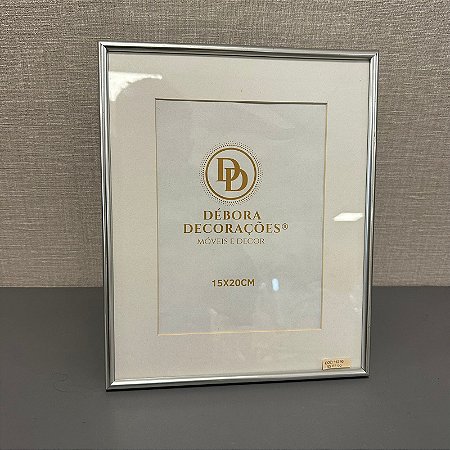 DD
DÉBORA
DECORAÇÕES®
MÓVEIS E DECOR
15X20CM